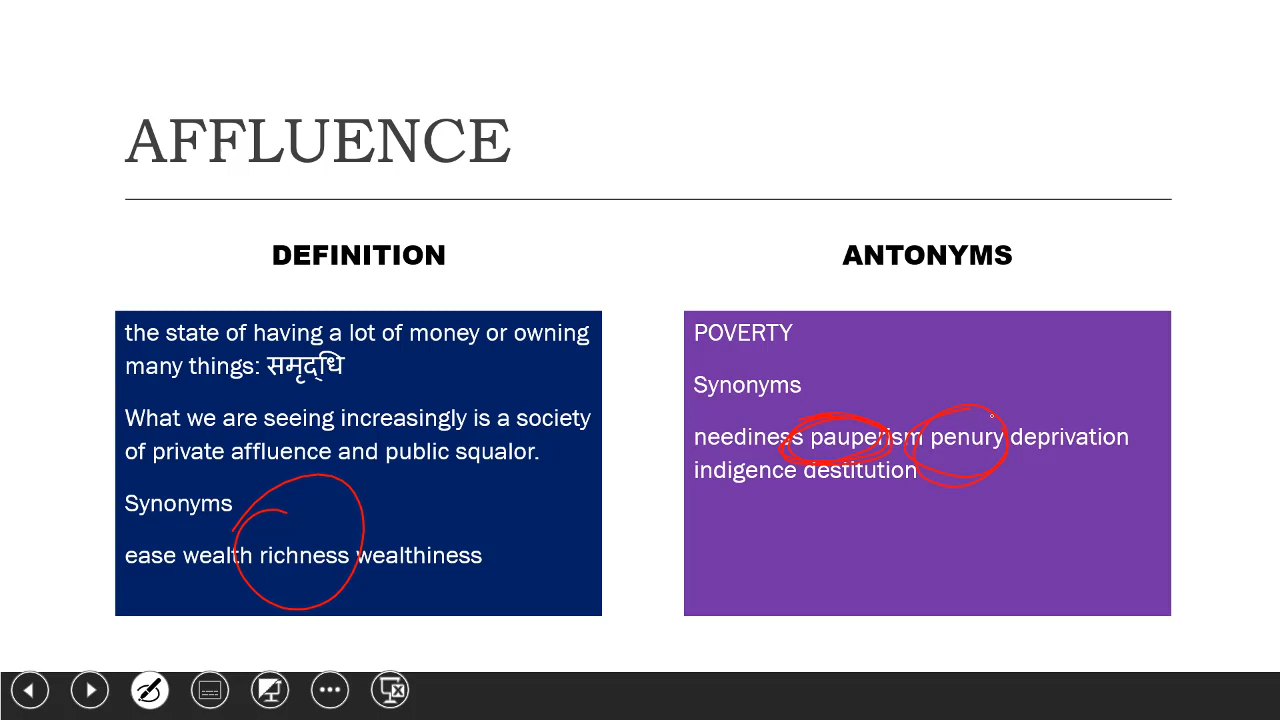 AFFLUENCE
DEFINITION
the state of having a lot of money or owning
many things: समृद्‌धि
What we are seeing increasingly is a society
of private affluence and public squalor.
Synonyms
ease wealth richness wealthiness
ANTONYMS
POVERTY
Synonyms
neediness pauperism penury deprivation
indigence destitution